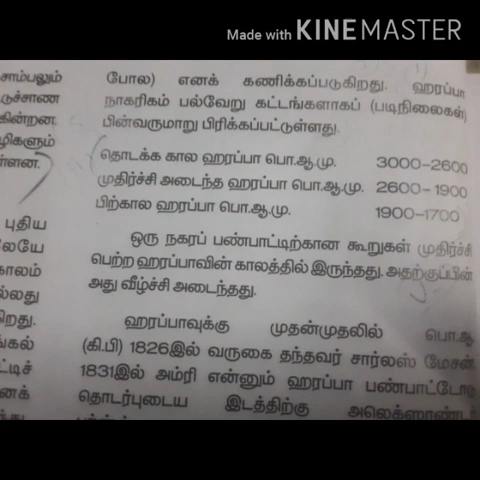 Made with KINEMASTER
சாம்பலும்
போல) எனக் கணிக்கப்படுகிறது. ஹரப்பா
நாகரிகம் பல்வேறு கட்டங்களாகப் (படிநிலைகள்)
பின்வருமாறு பிரிக்கப்பட்டுள்ளது.
தொடக்க கால ஹரப்பா பொ.ஆ.மு. 3000–2600
முதிர்ச்சி அடைந்த ஹரப்பா பொ.ஆ.மு. 2600–1900
பிற்கால ஹரப்பா பொ.ஆ.மு. 1900–1700
புதிய
ஒரு நகரப் பண்பாட்டிற்கான கூறுகள் முதிர்ச்சி
பெற்ற ஹரப்பாவின் காலத்தில் இருந்தது. அதற்குப்பின்
அது வீழ்ச்சி அடைந்தது.
ஹரப்பாவுக்கு முதன்முதலில் பொ.ஆ
(கி.பி) 1826இல் வருகை தந்தவர் சார்லஸ் மேசன்.
1831இல் அம்ரி என்னும் ஹரப்பா பண்பாட்டோடு
தொடர்புடைய இடத்திற்கு அலெக்ஸாண்டர்